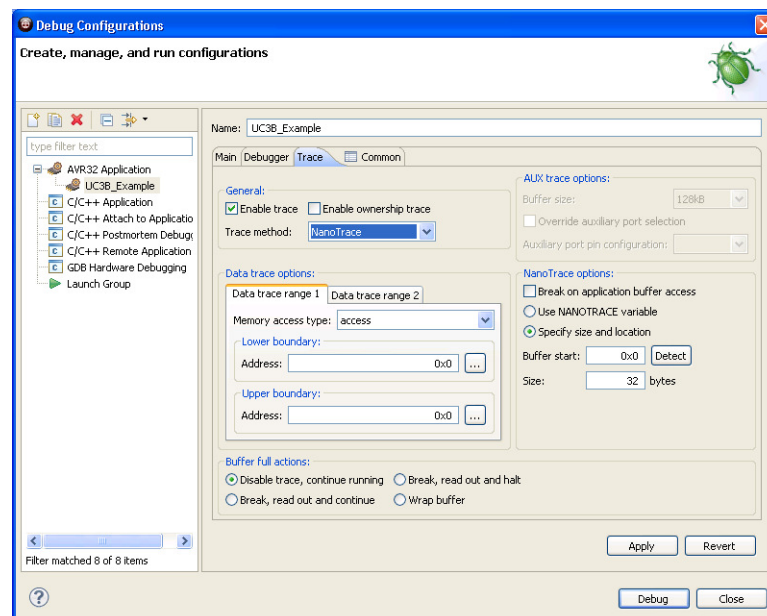 Debug Configurations
Create, manage, and run configurations
type filter text
AVR32 Application
UC3B_Example
C/C++ Application
C/C++ Attach to Applicatio
C/C++ Postmortem Debug
C/C++ Remote Application
GDB Hardware Debugging
Launch Group
Filter matched 8 of 8 items
Name: UC3B_Example
Main Debugger Trace Common
General:
Enable trace Enable ownership trace
Trace method: NanoTrace
AUX trace options:
Buffer size: 128kB
Override auxiliary port selection
Auxiliary port pin configuration:
Data trace options:
Data trace range 1 Data trace range 2
Memory access type: access
Lower boundary:
Address: 0x0 ...
Upper boundary:
Address: 0x0 ...
NanoTrace options:
Break on application buffer access
Use NANOTRACE variable
Specify size and location
Buffer start: 0x0 Detect
Size: 32 bytes
Buffer full actions:
Disable trace, continue running Break, read out and halt
Break, read out and continue Wrap buffer
Apply Revert
? Debug Close